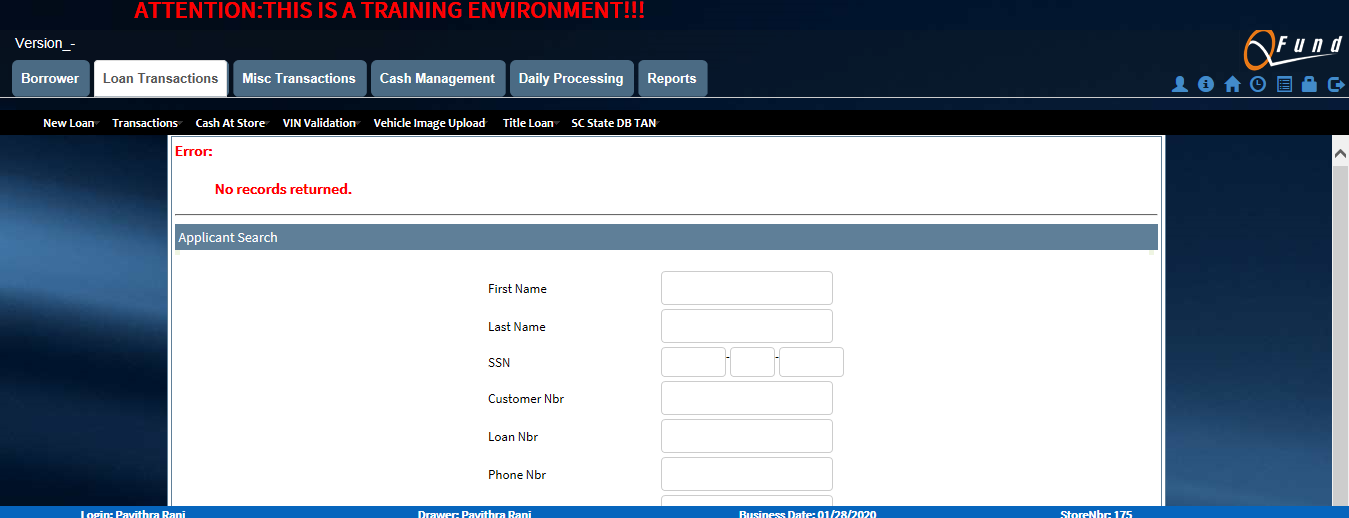 ATTENTION:THIS IS A TRAINING ENVIRONMENT!!!
Version_-
QFund
Borrower Loan Transactions Misc Transactions Cash Management Daily Processing Reports
New Loan Transactions Cash At Store VIN Validation Vehicle Image Upload Title Loan SC State DB TAN
Error:
No records returned.
Applicant Search
First Name
Last Name
SSN - -
Customer Nbr
Loan Nbr
Phone Nbr
Login: Pavithra Rani Drawer: Pavithra Rani Business Date: 01/28/2020 StoreNbr: 175